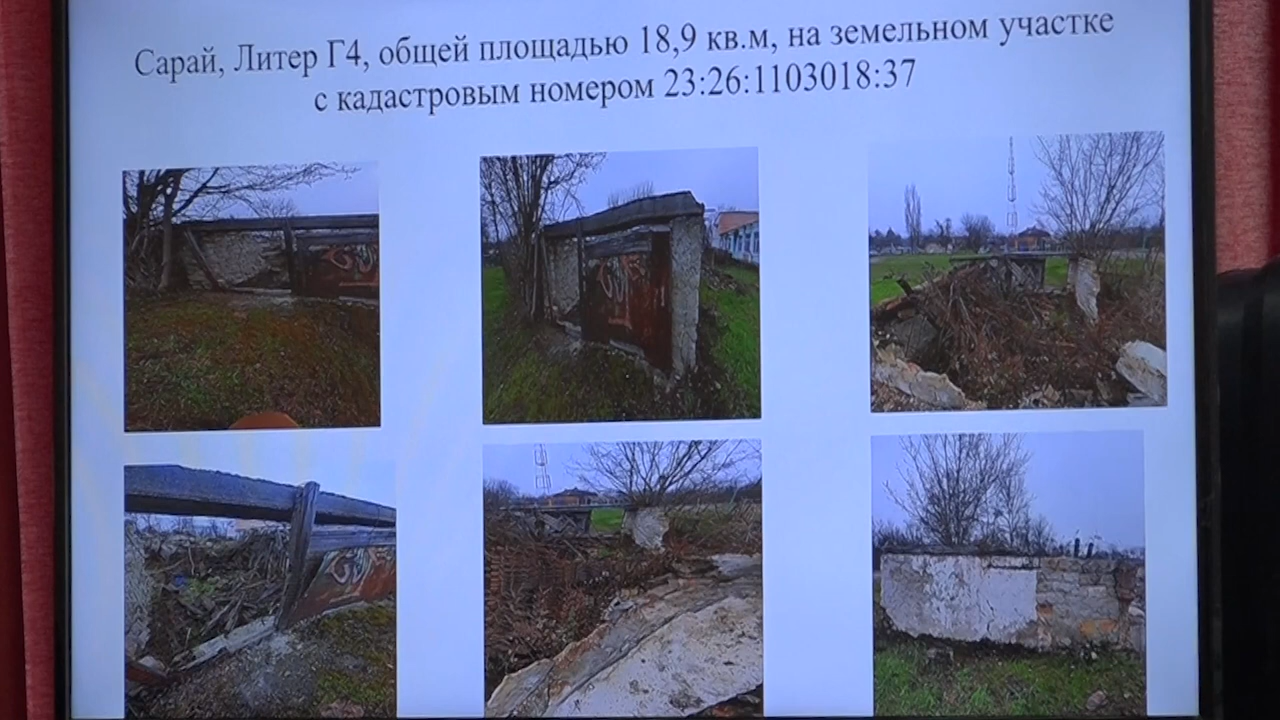 Сарай, Литер Г4, общей площадью 18,9 кв.м, на земельном участке
с кадастровым номером 23:26:1103018:37